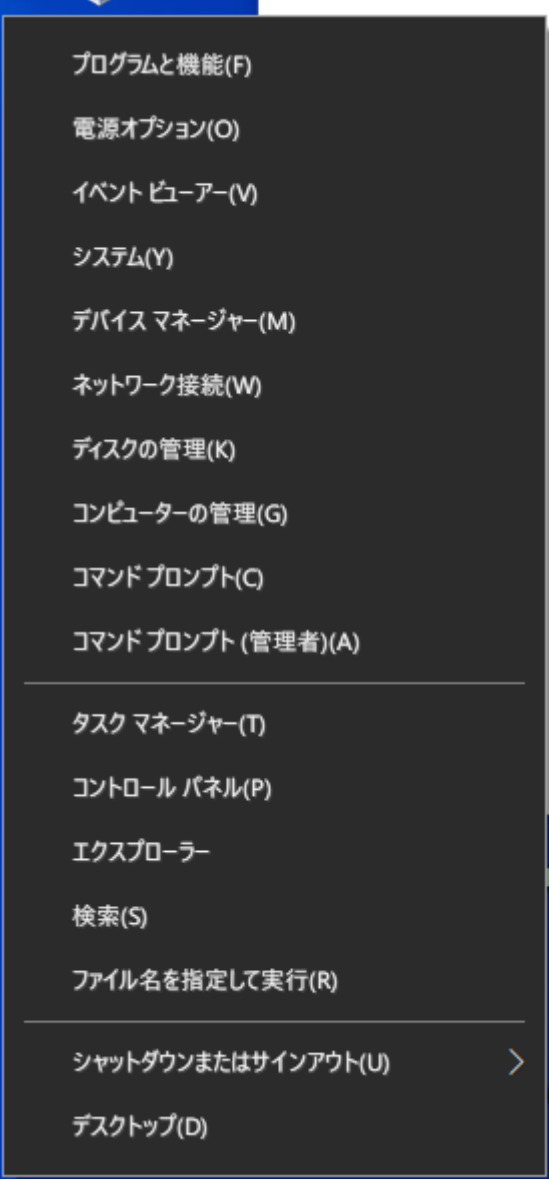 プログラムと機能(F)
電源オプション(O)
イベント ビューアー(V)
システム(Y)
デバイス マネージャー(M)
ネットワーク接続(W)
ディスクの管理(K)
コンピューターの管理(G)
コマンド プロンプト(C)
コマンド プロンプト (管理者)(A)
タスク マネージャー(T)
コントロール パネル(P)
エクスプローラー
検索(S)
ファイル名を指定して実行(R)
シャットダウンまたはサインアウト(U)
デスクトップ(D)